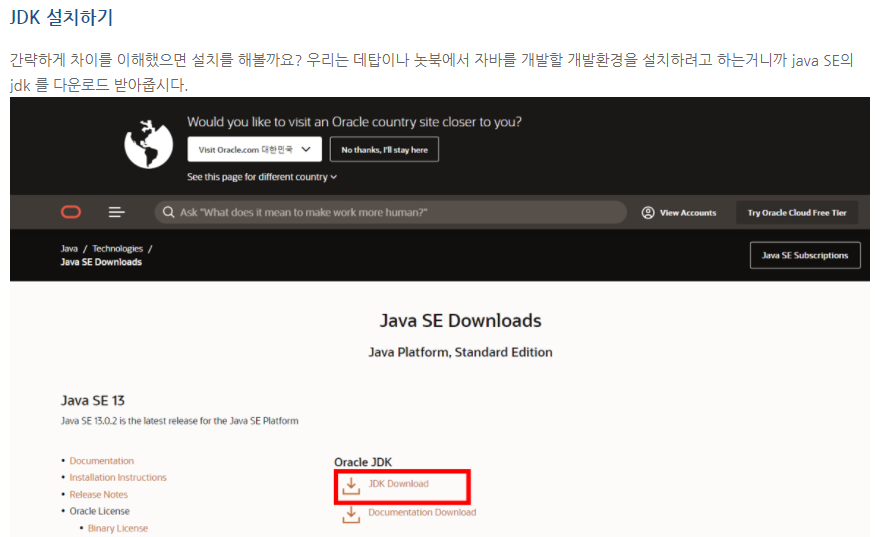 JDK 설치하기
간략하게 차이를 이해했으면 설치를 해볼까요? 우리는 데탑이나 놋북에서 자바를 개발할 개발환경을 설치하려고 하는거니까 java SE의
jdk 를 다운로드 받아줍시다.
Would you like to visit an Oracle country site closer to you?
Visit Oracle.com 대한민국
No thanks, I'll stay here
See this page for different country
Ask "What does it mean to make work more human?"
View Accounts
Try Oracle Cloud Free Tier
Java / Technologies /
Java SE Downloads
Java SE Subscriptions
Java SE Downloads
Java Platform, Standard Edition
Java SE 13
Java SE 13.0.2 is the latest release for the Java SE Platform
• Documentation
• Installation Instructions
• Release Notes
• Oracle License
• Binary License
Oracle JDK
JDK Download
Documentation Download